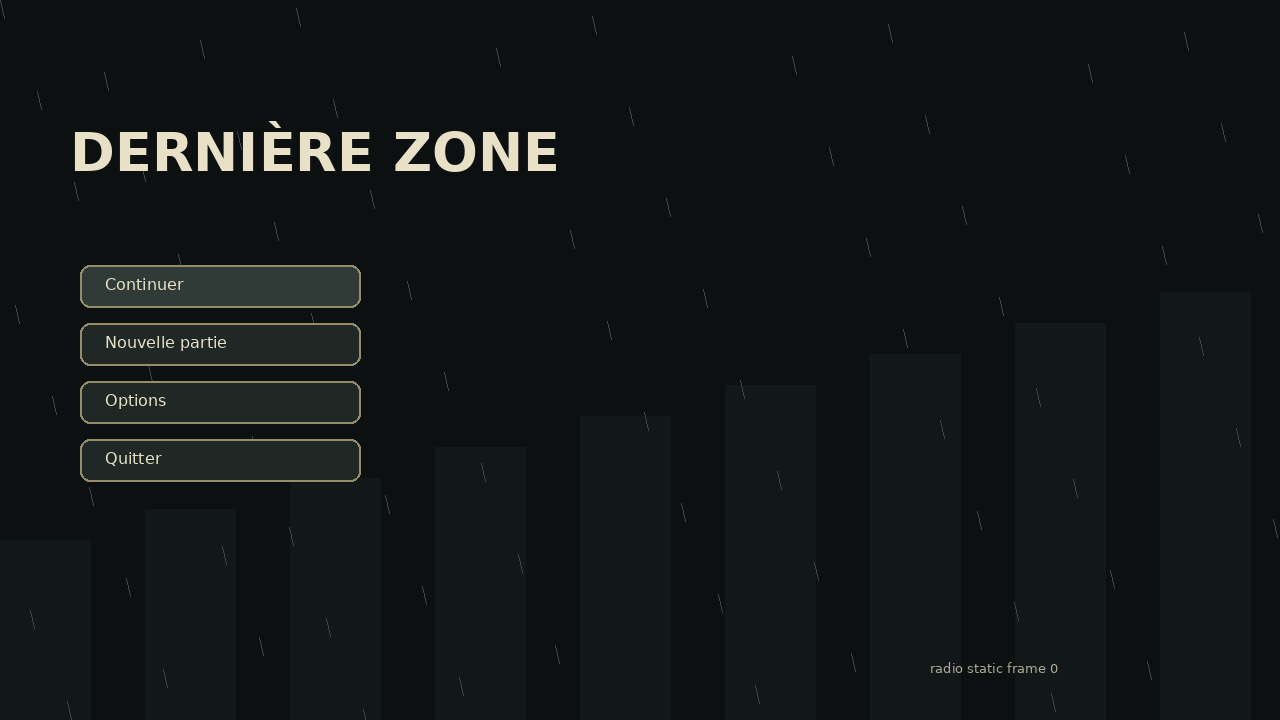 DERNIÈRE ZONE
Continuer
Nouvelle partie
Options
Quitter
radio static frame 0